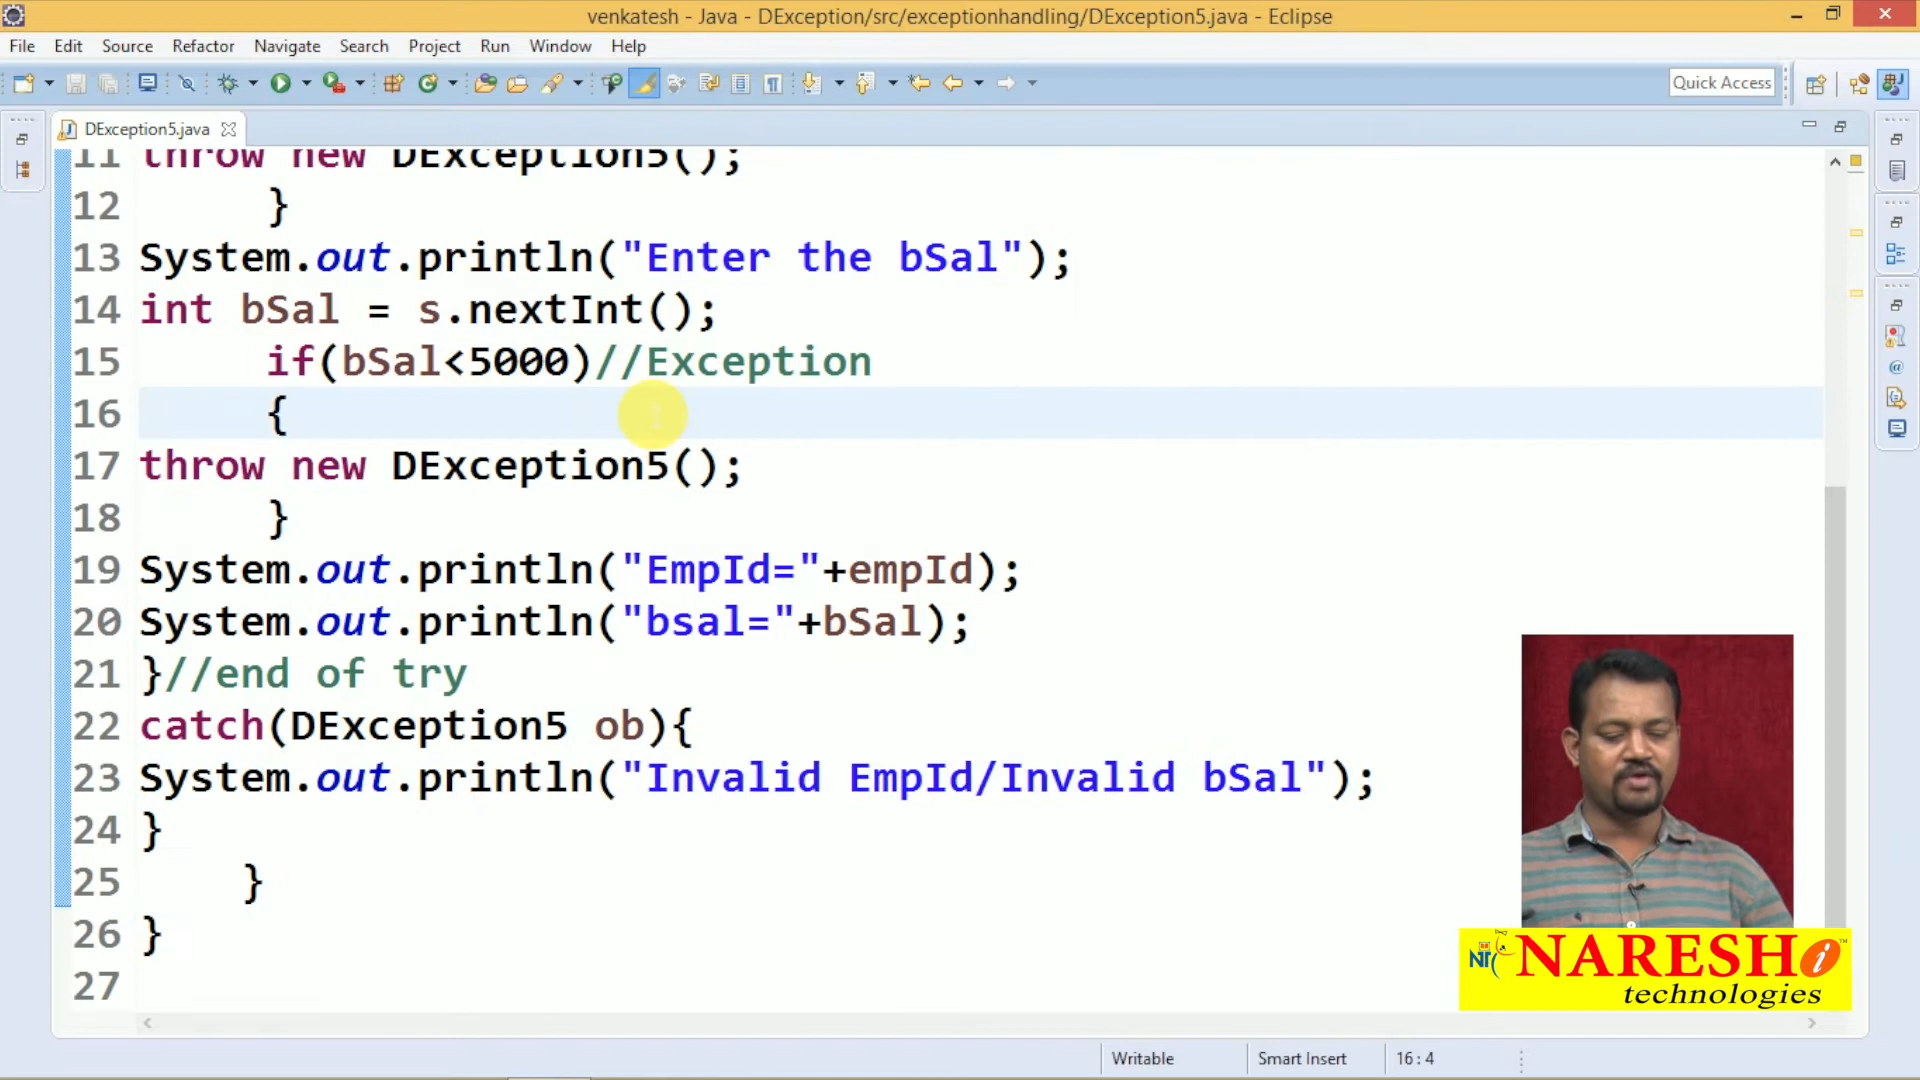 venkatesh - Java - DException/src/exceptionhandling/DException5.java - Eclipse
File Edit Source Refactor Navigate Search Project Run Window Help
Quick Access
DException5.java
11 throw new DException5();
12 }
13 System.out.println("Enter the bSal");
14 int bSal = s.nextInt();
15 if(bSal<5000)//Exception
16 {
17 throw new DException5();
18 }
19 System.out.println("EmpId="+empId);
20 System.out.println("bsal="+bSal);
21 }//end of try
22 catch(DException5 ob){
23 System.out.println("Invalid EmpId/Invalid bSal");
24 }
25 }
26 }
27
NARESH i
technologies
Writable Smart Insert 16 : 4